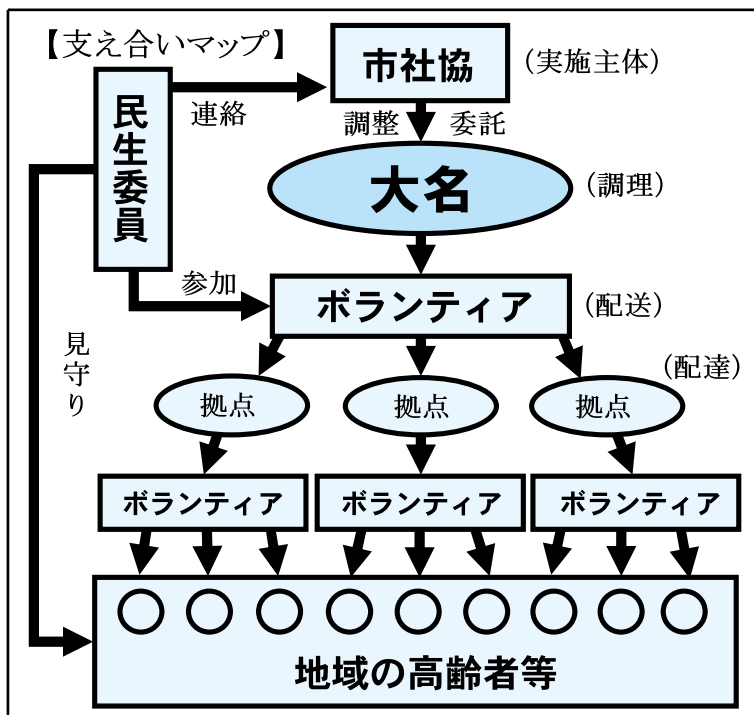 【支え合いマップ】
市社協
(実施主体)
民生委員
連絡
調整
委託
大名
(調理)
参加
ボランティア
(配送)
見守り
(配達)
拠点
拠点
拠点
ボランティア
ボランティア
ボランティア
地域の高齢者等